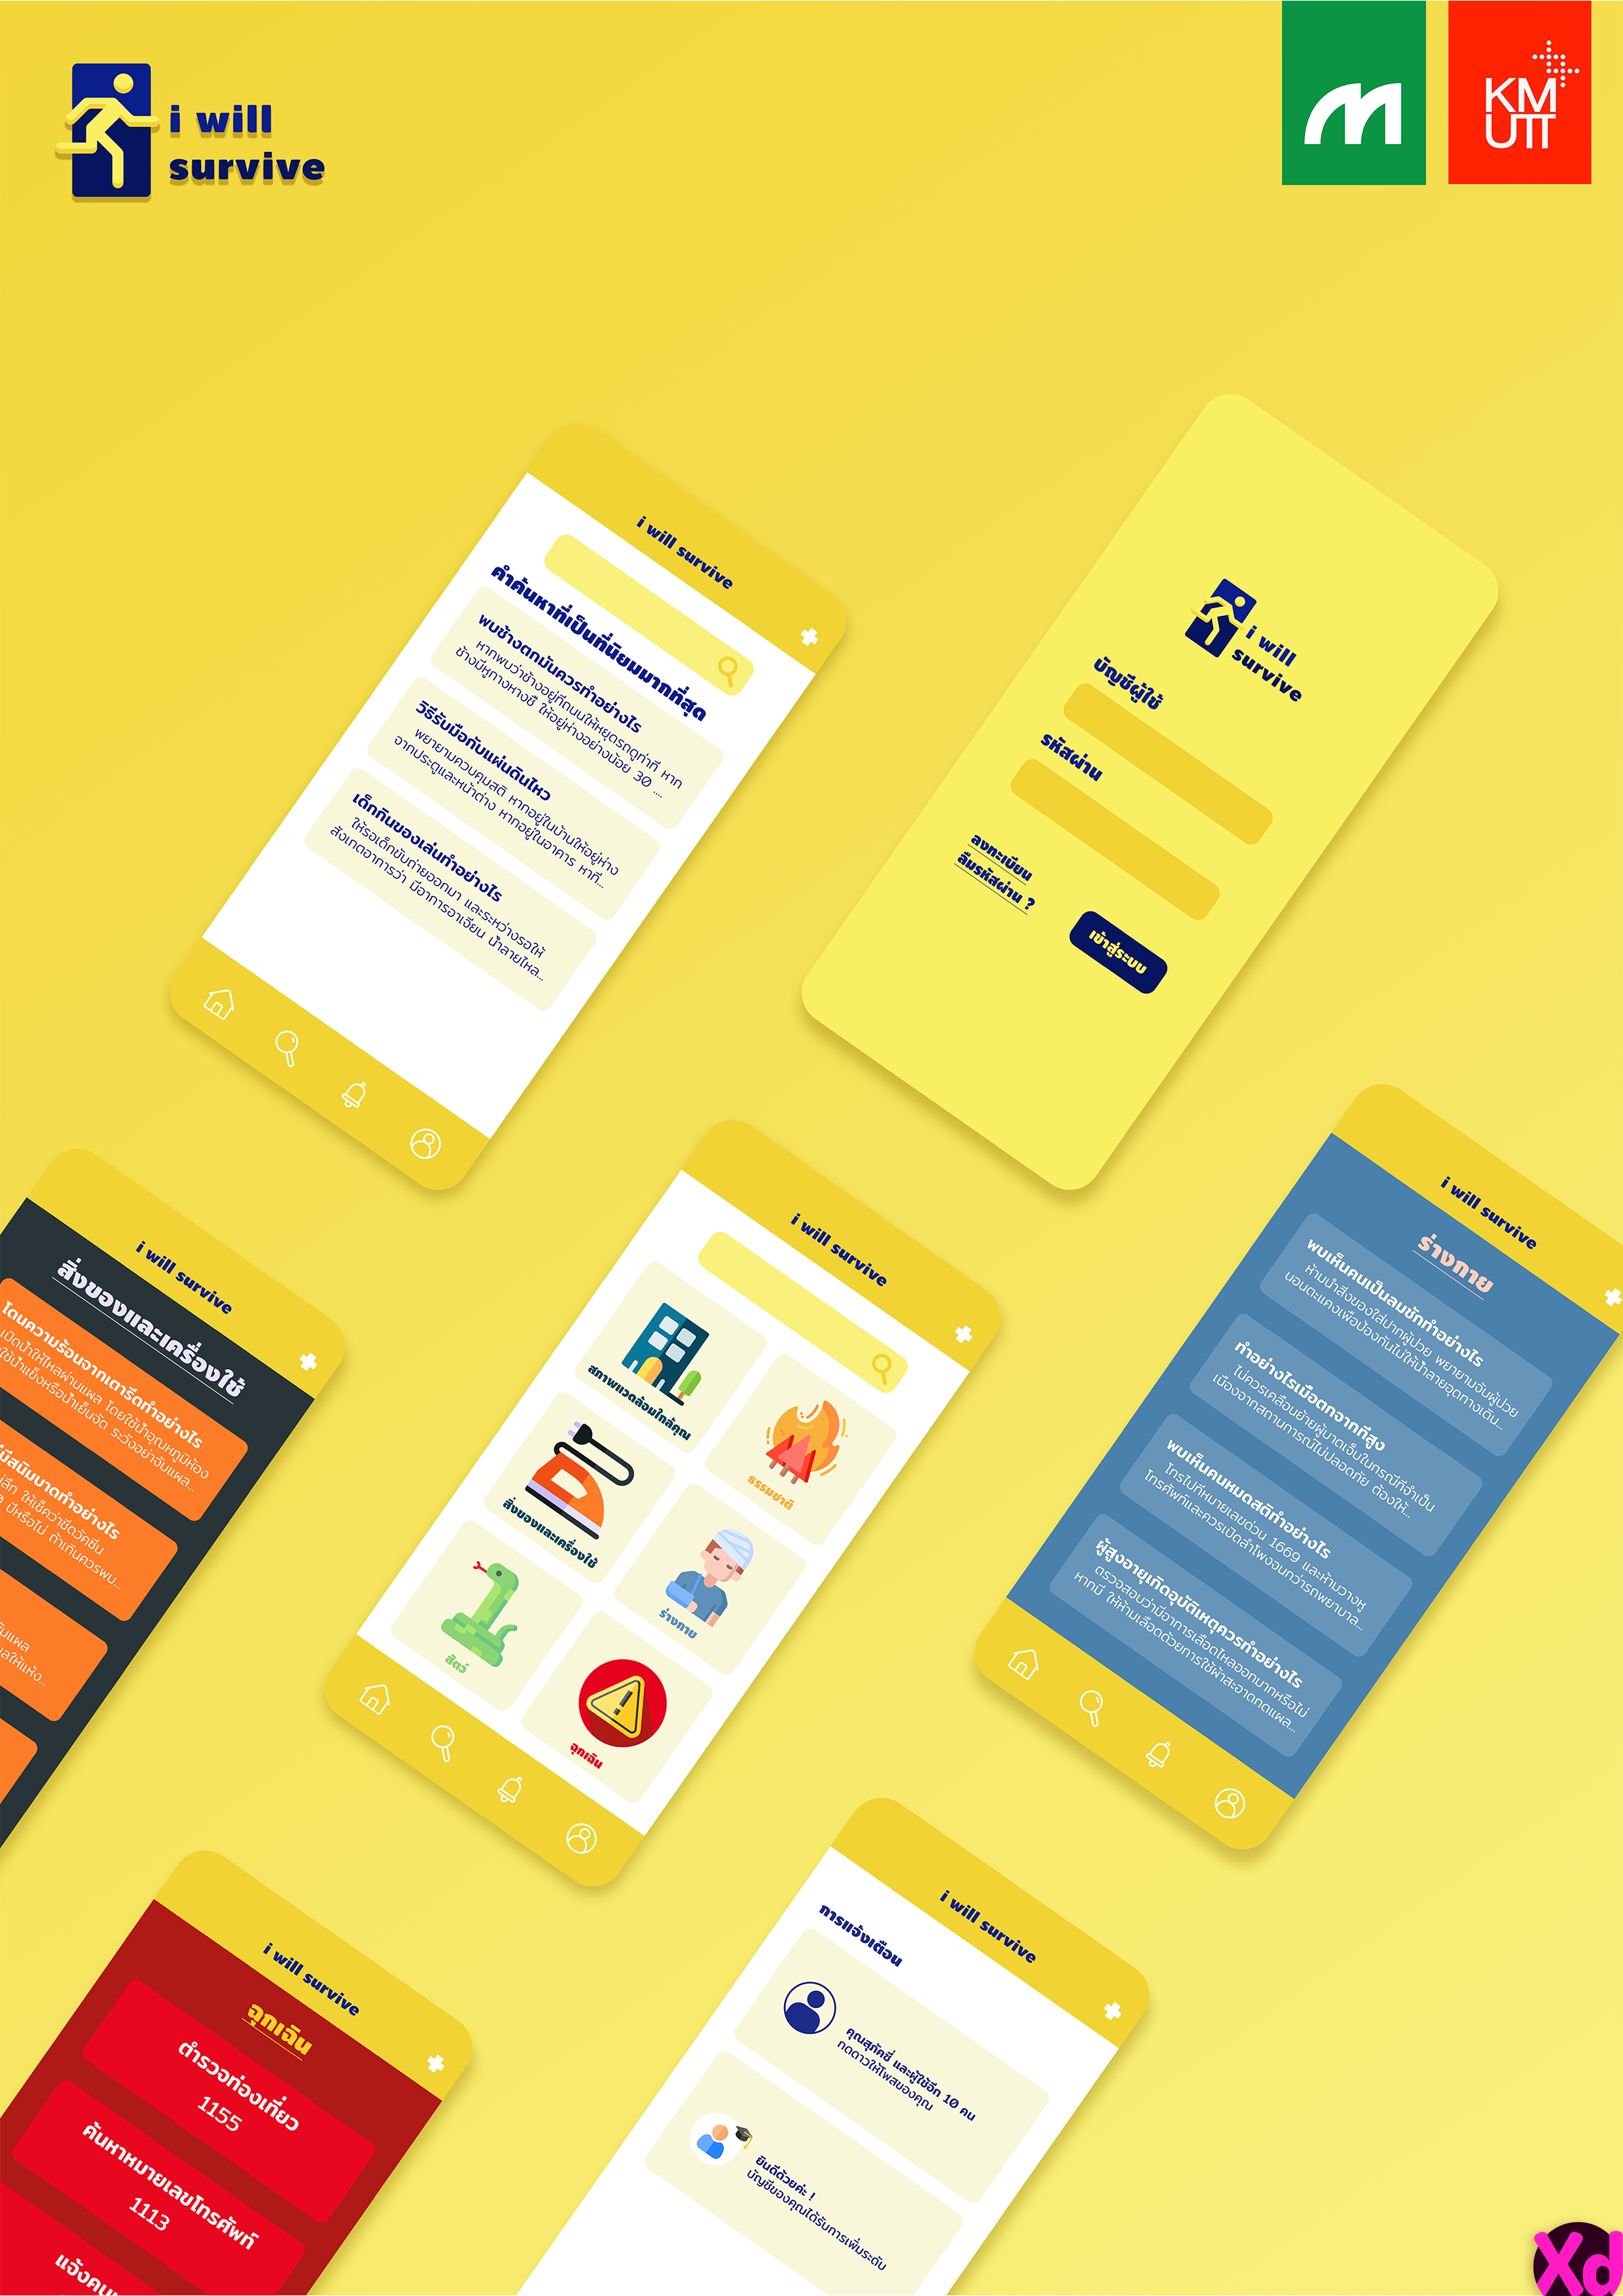 i will
survive
KM
UTT
i will survive
คำค้นหาที่เป็นที่นิยมมากที่สุด
พบช้างตกมันควรทำอย่างไร
หากพบว่าช้างอยู่ที่ถนนให้หยุดรถดูท่าที หาก
ช้างมีหูกางหางชี้ ให้อยู่ห่างอย่างน้อย 30 ....
วิธีรับมือกับแผ่นดินไหว
พยายามควบคุมสติ หากอยู่ในบ้านให้อยู่ห่าง
จากประตูและหน้าต่าง หากอยู่ในอาคาร หาที่...
เด็กกินของเล่นทำอย่างไร
ให้รอเด็กขับถ่ายออกมา และระหว่างรอให้
สังเกตอาการว่า มีอาการอาเจียน น้ำลายไหล...
i will
survive
บัญชีผู้ใช้
รหัสผ่าน
ลงทะเบียน
ลืมรหัสผ่าน ?
เข้าสู่ระบบ
i will survive
สิ่งของและเครื่องใช้
โดนความร้อนจากเตารีดทำอย่างไร
เปิดน้ำให้ไหลผ่านแผล โดยใช้น้ำอุณหภูมิห้อง
ใช้น้ำแข็งหรือน้ำเย็นจัด ระวังอย่าจับแผล...
มีสนิมบาดทำอย่างไร
ลึก ให้เช็คว่าฉีดวัคซีน
มีหรือไม่ ถ้าเกินควรพบ...
i will survive
สภาพแวดล้อมใกล้คุณ
ธรรมชาติ
สิ่งของและเครื่องใช้
ร่างกาย
สัตว์
ฉุกเฉิน
i will survive
ร่างกาย
พบเห็นคนเป็นลมชักทำอย่างไร
ห้ามนำสิ่งของใส่ปากผู้ป่วย พยายามจับผู้ป่วย
นอนตะแคงเพื่อป้องกันไม่ให้น้ำลายอุดทางเดิน...
ทำอย่างไรเมื่อตกจากที่สูง
ไม่ควรเคลื่อนย้ายผู้บาดเจ็บในกรณีที่จำเป็น
เนื่องจากสถานการณ์ไม่ปลอดภัย ต้องให้...
พบเห็นคนหมดสติทำอย่างไร
โทรไปที่หมายเลขด่วน 1669 และห้ามวางหู
โทรศัพท์และควรเปิดลำโพงจนกว่ารถพยาบาล...
ผู้สูงอายุเกิดอุบัติเหตุควรทำอย่างไร
ตรวจสอบว่ามีอาการเลือดไหลออกมากหรือไม่
หากมี ให้ห้ามเลือดด้วยการใช้ผ้าสะอาดกดแผล...
i will survive
ฉุกเฉิน
ตำรวจท่องเที่ยว
1155
ค้นหาหมายเลขโทรศัพท์
1113
แจ้งคน
i will survive
การแจ้งเตือน
คุณสุภัคชี่ และผู้ใช้อีก 10 คน
กดดาวให้โพสของคุณ
ยินดีด้วยค่ะ !
บัญชีของคุณได้รับการเพิ่มระดับ
Xd